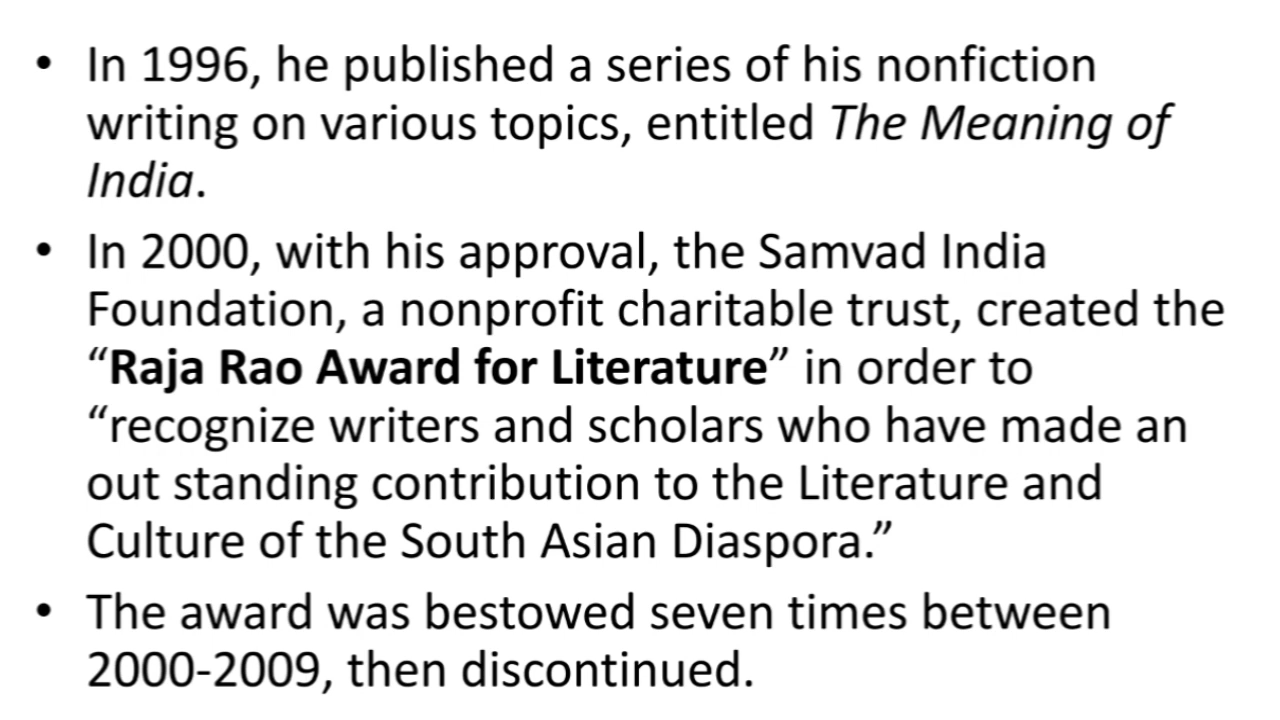 • In 1996, he published a series of his nonfiction
writing on various topics, entitled The Meaning of
India.
• In 2000, with his approval, the Samvad India
Foundation, a nonprofit charitable trust, created the
“Raja Rao Award for Literature” in order to
“recognize writers and scholars who have made an
out standing contribution to the Literature and
Culture of the South Asian Diaspora.”
• The award was bestowed seven times between
2000-2009, then discontinued.